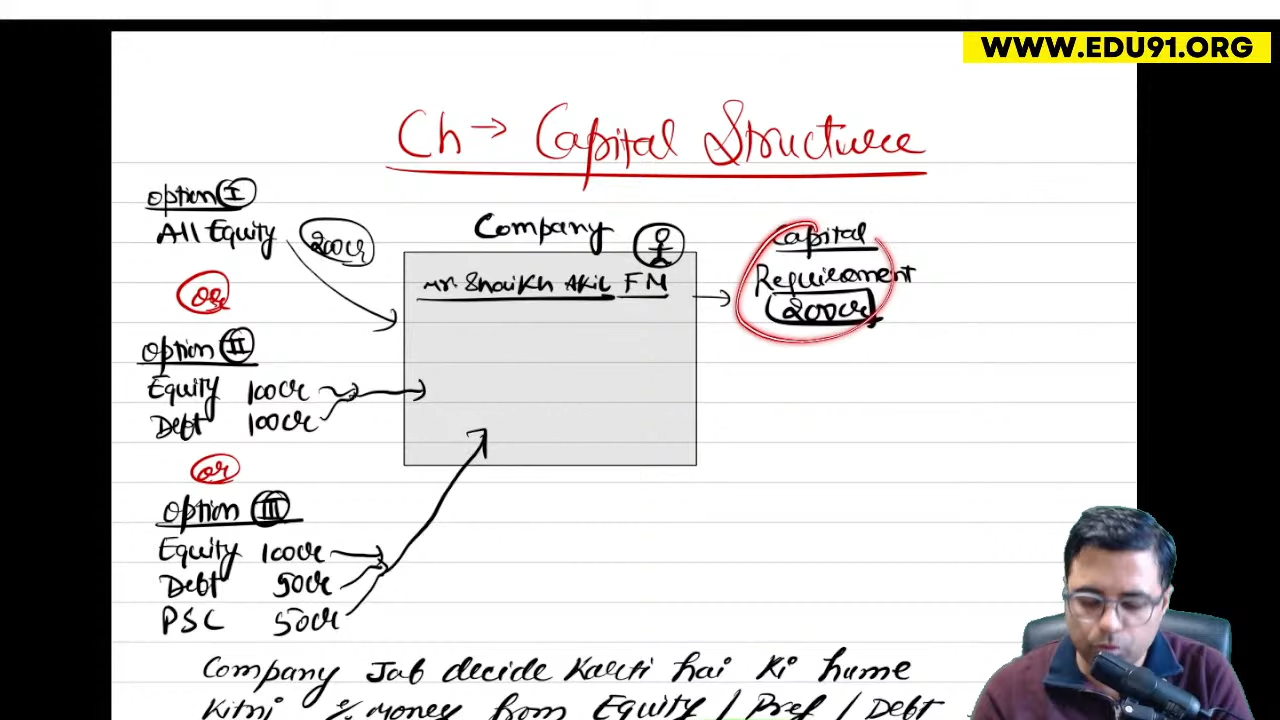 WWW.EDU91.ORG
Ch → Capital Structure
Option I
All Equity
200cr
or
Option II
Equity 100cr
Debt 100cr
or
Option III
Equity 100cr
Debt 50cr
PSC 50cr
Company
Mr. Shaikh Akil FM
Capital
Requirement
200cr
Company Jab decide Karti hai Ki hume
Kitni % money from Equity / Pref / Debt